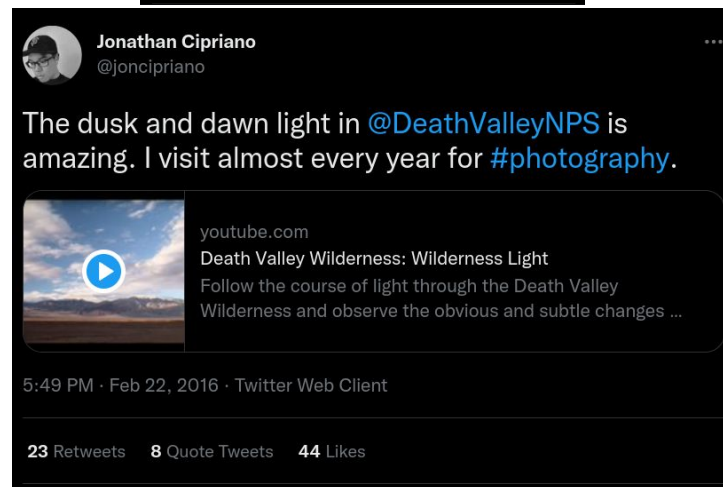 Jonathan Cipriano
@joncipriano
The dusk and dawn light in @DeathValleyNPS is
amazing. I visit almost every year for #photography.
youtube.com
Death Valley Wilderness: Wilderness Light
Follow the course of light through the Death Valley
Wilderness and observe the obvious and subtle changes ...
5:49 PM · Feb 22, 2016 · Twitter Web Client
23 Retweets 8 Quote Tweets 44 Likes